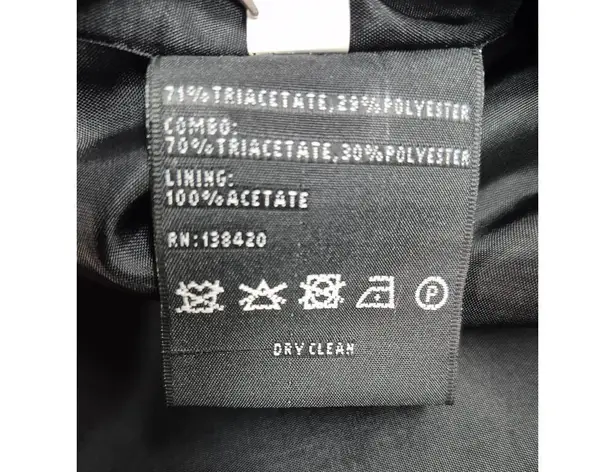 71% TRIACETATE, 29% POLYESTER
COMBO:
70% TRIACETATE, 30% POLYESTER
LINING:
100% ACETATE
RN: 138420
P
DRY CLEAN